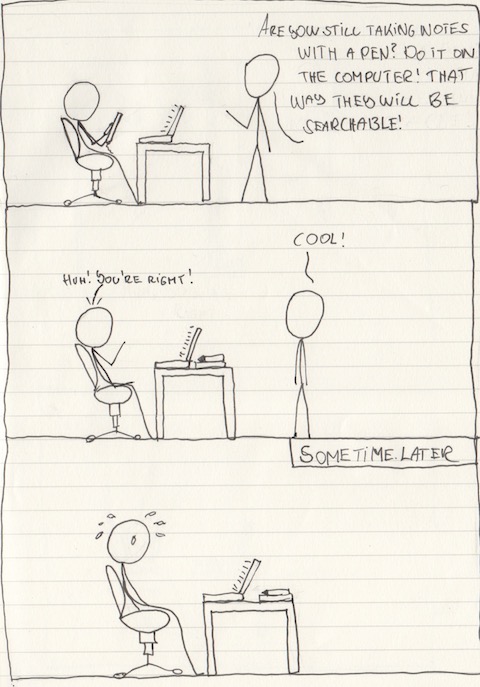 ARE YOU STILL TAKING NOTES
WITH A PEN? DO IT ON
THE COMPUTER! THAT
WAY THEY WILL BE
SEARCHABLE!
COOL!
HUH! YOU'RE RIGHT!
SOMETIME LATER